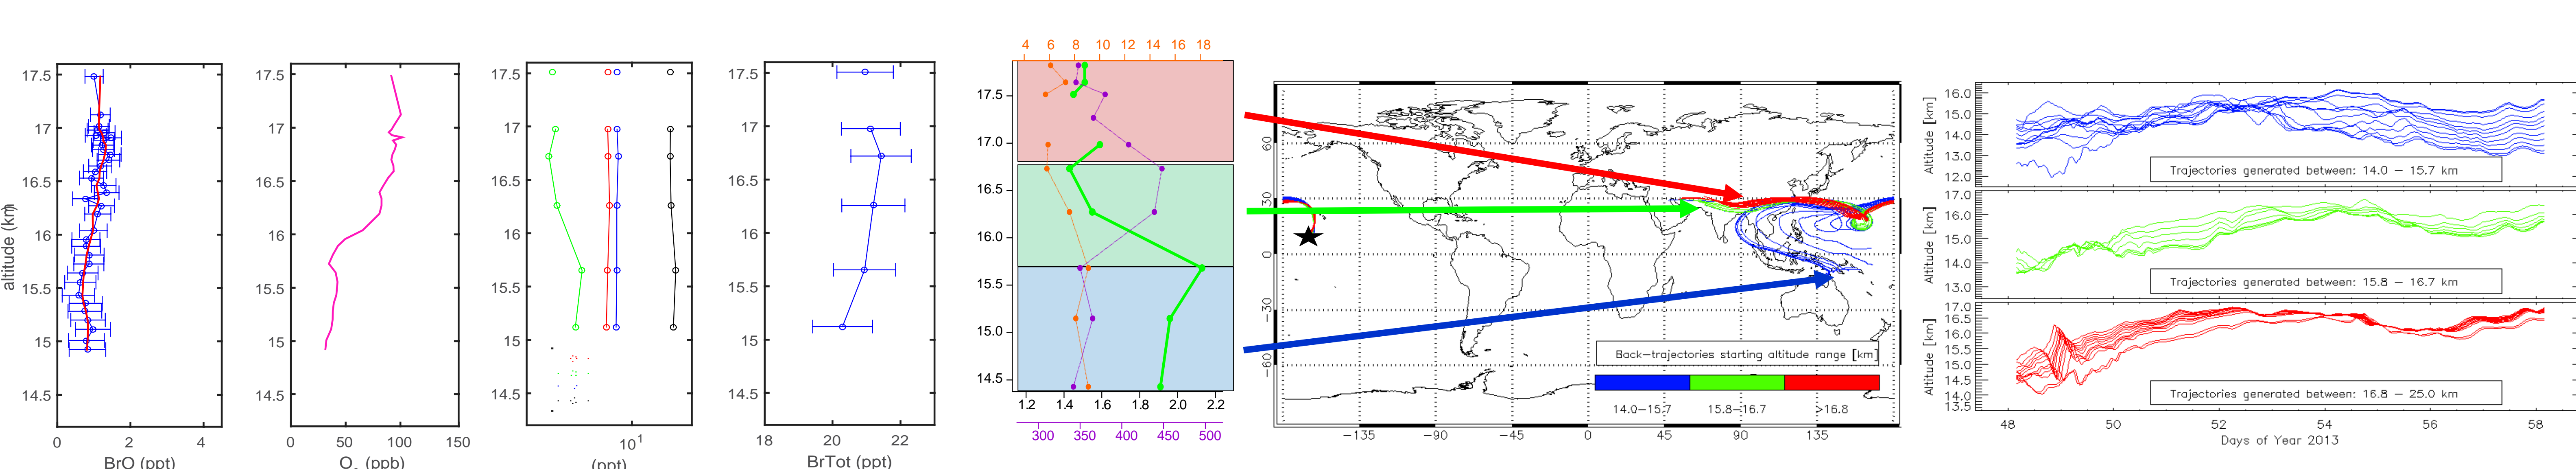 17.5
17
16.5
16
15.5
15
14.5
altitude (km)
0 2 4
BrO (ppt)
17.5
17
16.5
16
15.5
15
14.5
0 50 100 150
(ppb)
17.5
17
16.5
16
15.5
15
14.5
10¹
(ppt)
17.5
17
16.5
16
15.5
15
14.5
18 20 22
BrTot (ppt)
4 6 8 10 12 14 16 18
17.5
17.0
16.5
16.0
15.5
15.0
14.5
1.2 1.4 1.6 1.8 2.0 2.2
300 350 400 450 500
60
30
0
−30
−60
−135 −90 −45 0 45 90 135
Back−trajectories starting altitude range [km]
14.0−15.7 15.8−16.7 >16.8
Altitude [km]
16.0
15.0
14.0
13.0
12.0
Trajectories generated between: 14.0 − 15.7 km
Altitude [km]
17.0
16.0
15.0
14.0
13.0
Trajectories generated between: 15.8 − 16.7 km
Altitude [km]
17.0
16.5
16.0
15.5
15.0
14.5
14.0
13.5
Trajectories generated between: 16.8 − 25.0 km
48 50 52 54 56 58
Days of Year 2013